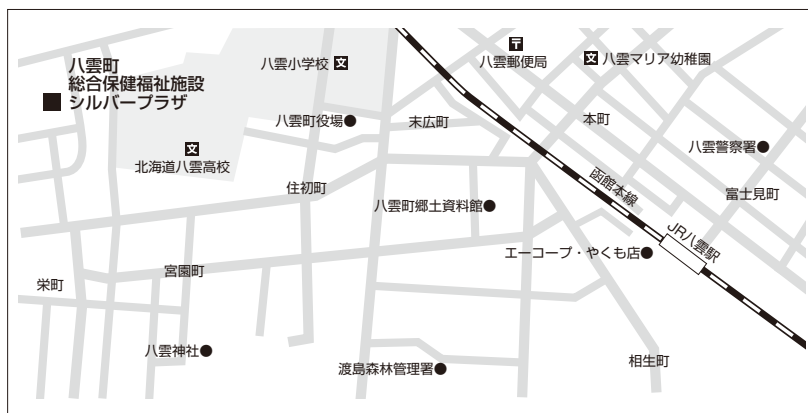 八雲町
総合保健福祉施設
シルバープラザ
八雲小学校
八雲郵便局
八雲マリア幼稚園
八雲町役場
末広町
本町
北海道八雲高校
八雲警察署
住初町
八雲町郷土資料館
函館本線
富士見町
JR八雲駅
エーコープ・やくも店
宮園町
栄町
八雲神社
渡島森林管理署
相生町